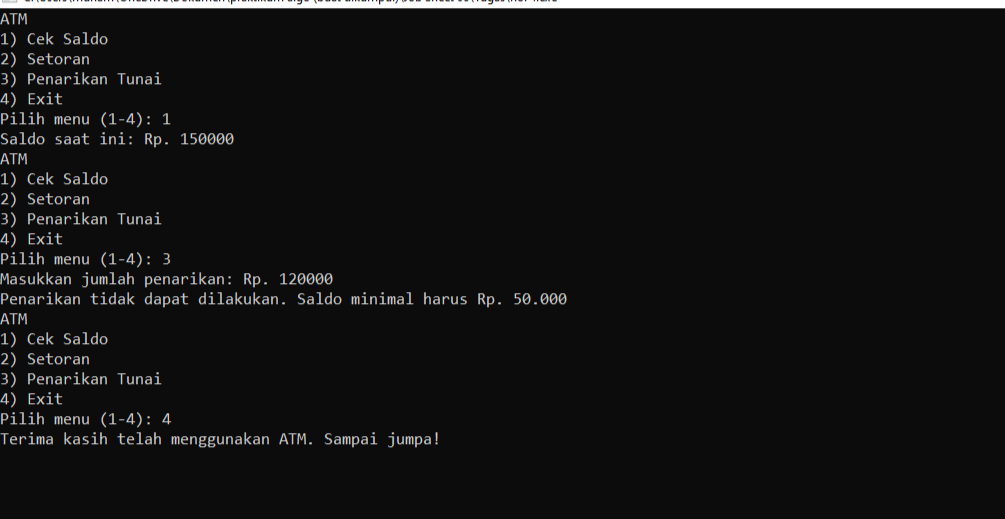 ATM
1) Cek Saldo
2) Setoran
3) Penarikan Tunai
4) Exit
Pilih menu (1-4): 1
Saldo saat ini: Rp. 150000
ATM
1) Cek Saldo
2) Setoran
3) Penarikan Tunai
4) Exit
Pilih menu (1-4): 3
Masukkan jumlah penarikan: Rp. 120000
Penarikan tidak dapat dilakukan. Saldo minimal harus Rp. 50.000
ATM
1) Cek Saldo
2) Setoran
3) Penarikan Tunai
4) Exit
Pilih menu (1-4): 4
Terima kasih telah menggunakan ATM. Sampai jumpa!